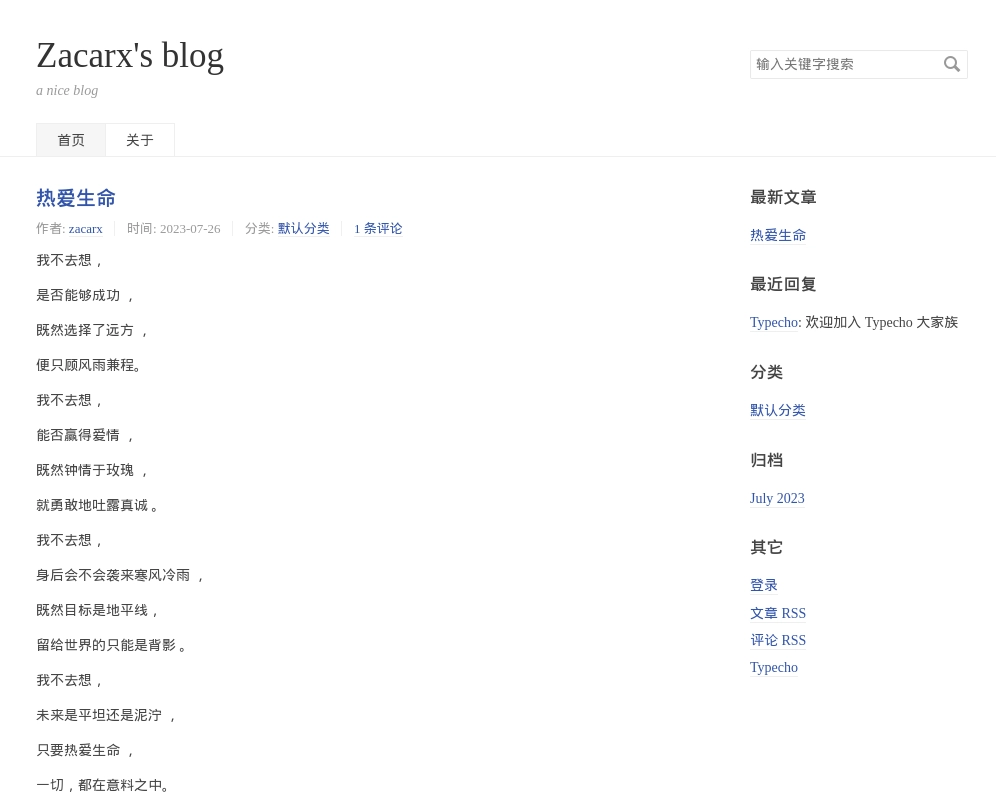 Zacarx's blog
a nice blog
输入关键字搜索
首页 关于
热爱生命
作者: zacarx 时间: 2023-07-26 分类: 默认分类 1 条评论
我不去想，
是否能够成功 ，
既然选择了远方 ，
便只顾风雨兼程。
我不去想，
能否赢得爱情 ，
既然钟情于玫瑰 ，
就勇敢地吐露真诚 。
我不去想，
身后会不会袭来寒风冷雨 ，
既然目标是地平线，
留给世界的只能是背影 。
我不去想，
未来是平坦还是泥泞 ，
只要热爱生命 ，
一切，都在意料之中。
最新文章
热爱生命
最近回复
Typecho: 欢迎加入 Typecho 大家族
分类
默认分类
归档
July 2023
其它
登录
文章 RSS
评论 RSS
Typecho